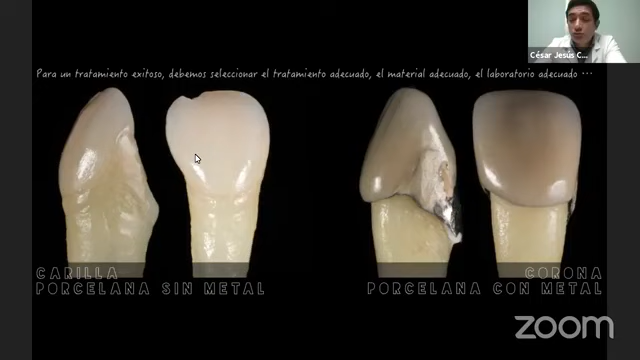 César Jesús C...
Para un tratamiento exitoso, debemos seleccionar el tratamiento adecuado, el material adecuado, el laboratorio adecuado ...
CARILLA
PORCELANA SIN METAL
CORONA
PORCELANA CON METAL
zoom